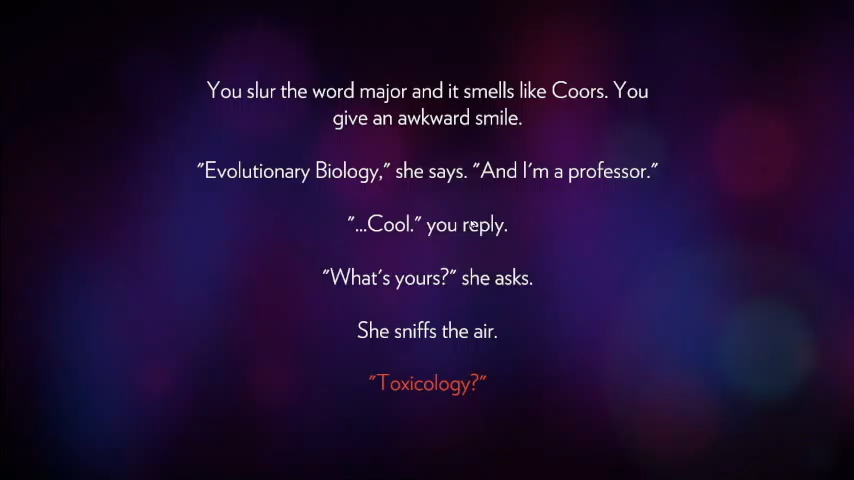 You slur the word major and it smells like Coors. You
give an awkward smile.
"Evolutionary Biology," she says. "And I'm a professor."
"...Cool." you reply.
"What's yours?" she asks.
She sniffs the air.
"Toxicology?"